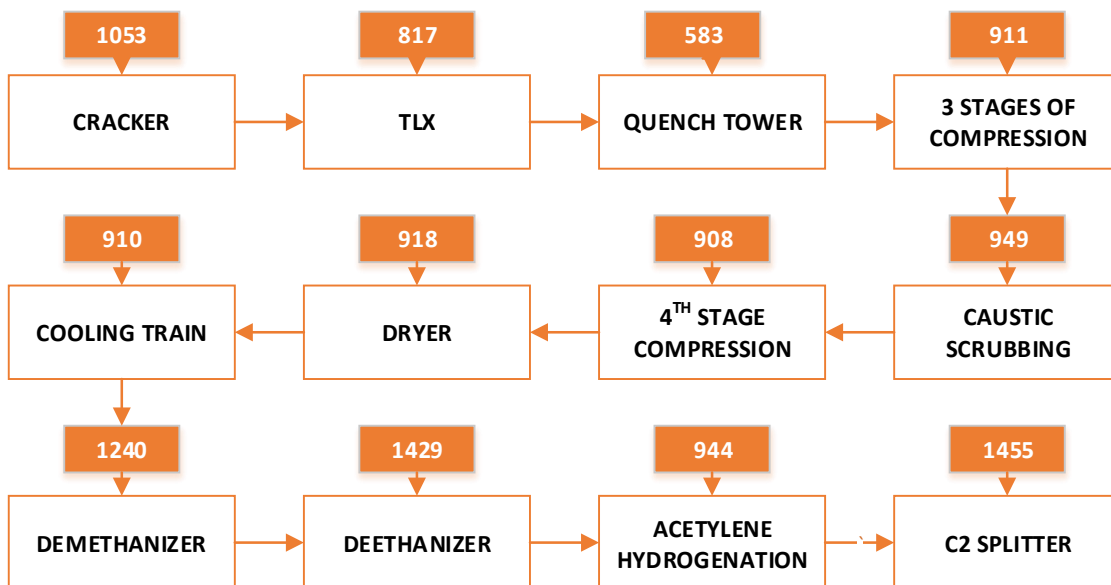 1053
817
583
911
CRACKER
TLX
QUENCH TOWER
3 STAGES OF
COMPRESSION
910
918
908
949
COOLING TRAIN
DRYER
4TH STAGE
COMPRESSION
CAUSTIC
SCRUBBING
1240
1429
944
1455
DEMETHANIZER
DEETHANIZER
ACETYLENE
HYDROGENATION
`
C2 SPLITTER